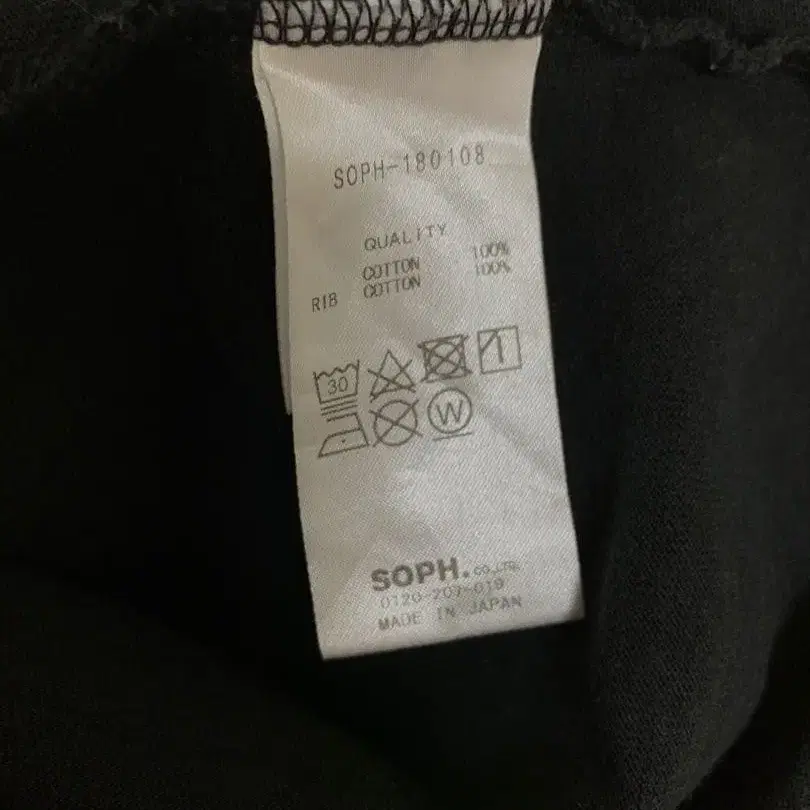 SOPH-180108
QUALITY
COTTON 100%
RIB COTTON 100%
30
W
SOPH.CO.,LTD.
0120-207-019
MADE IN JAPAN